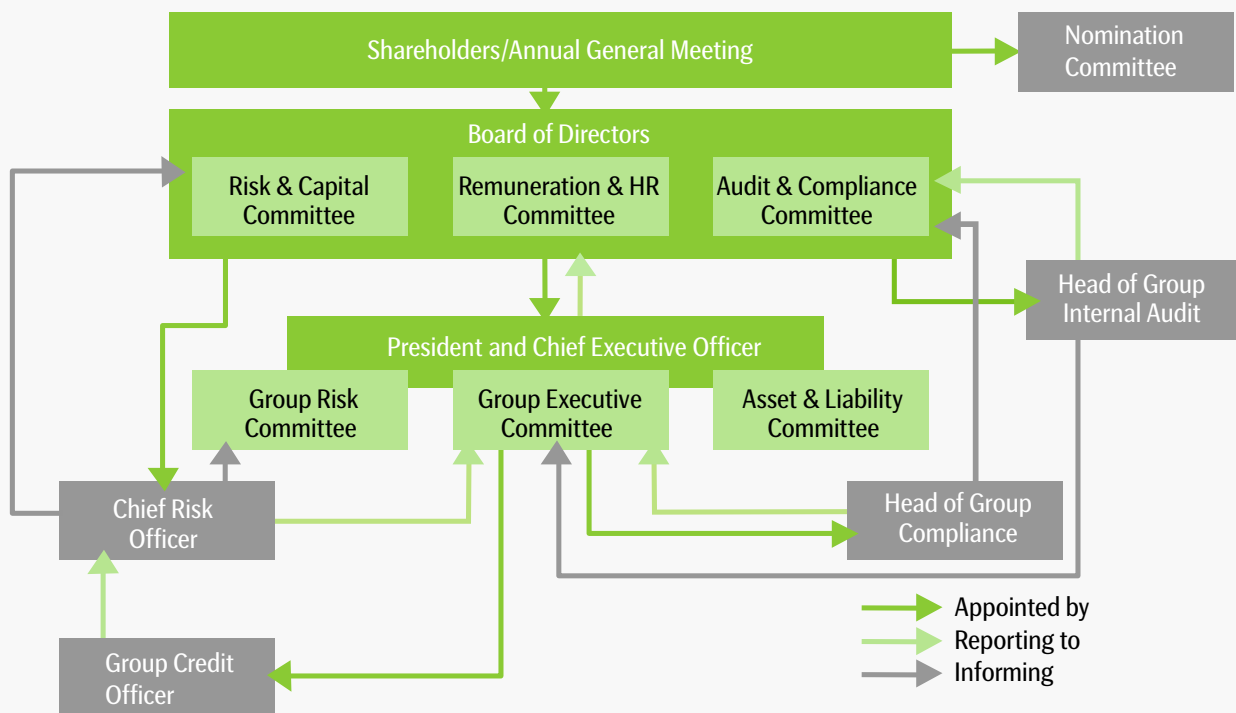 Shareholders/Annual General Meeting
Nomination
Committee
Board of Directors
Risk & Capital
Committee
Remuneration & HR
Committee
Audit & Compliance
Committee
Head of Group
Internal Audit
President and Chief Executive Officer
Group Risk
Committee
Group Executive
Committee
Asset & Liability
Committee
Chief Risk
Officer
Head of Group
Compliance
Group Credit
Officer
Appointed by
Reporting to
Informing